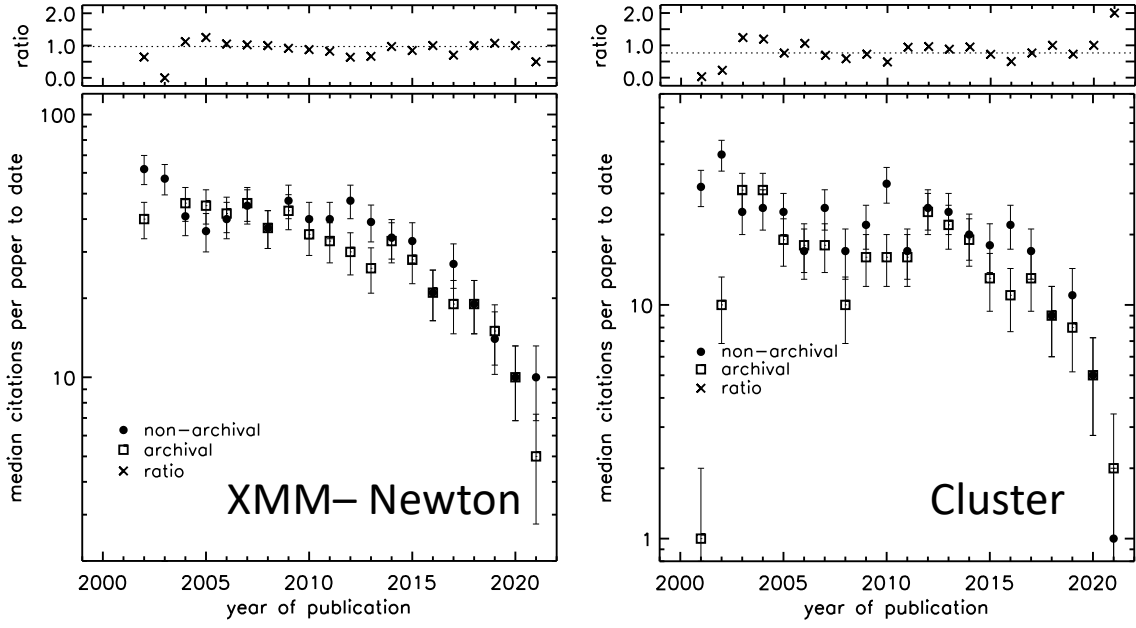 ratio
2.0
1.0
0.0
median citations per paper to date
100
10
non-archival
archival
ratio
XMM– Newton
2000 2005 2010 2015 2020
year of publication
ratio
2.0
1.0
0.0
median citations per paper to date
10
1
non-archival
archival
ratio
Cluster
2000 2005 2010 2015 2020
year of publication